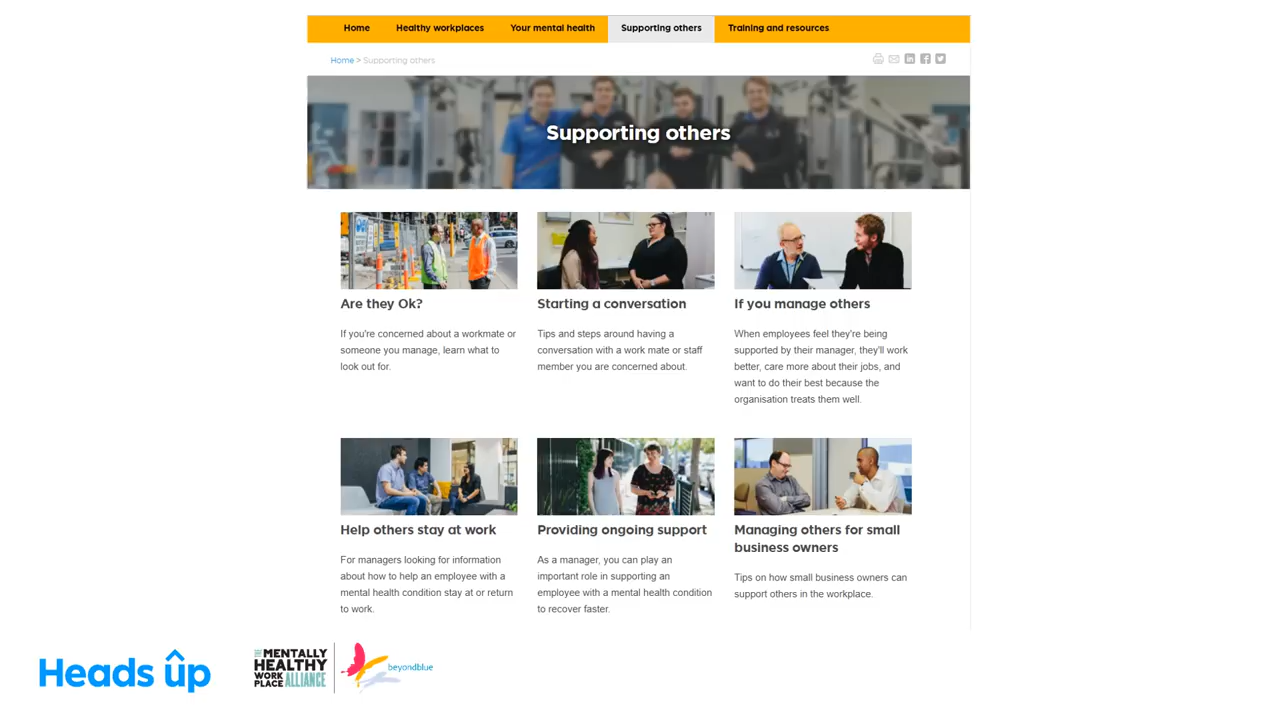 Home Healthy workplaces Your mental health Supporting others Training and resources
Home > Supporting others
Supporting others
Are they Ok?
If you're concerned about a workmate or
someone you manage, learn what to
look out for.
Starting a conversation
Tips and steps around having a
conversation with a work mate or staff
member you are concerned about.
If you manage others
When employees feel they're being
supported by their manager, they'll work
better, care more about their jobs, and
want to do their best because the
organisation treats them well.
Help others stay at work
For managers looking for information
about how to help an employee with a
mental health condition stay at or return
to work.
Providing ongoing support
As a manager, you can play an
important role in supporting an
employee with a mental health condition
to recover faster.
Managing others for small
business owners
Tips on how small business owners can
support others in the workplace.
Heads up
THE MENTALLY
HEALTHY
WORK
PLACE ALLIANCE
beyondblue